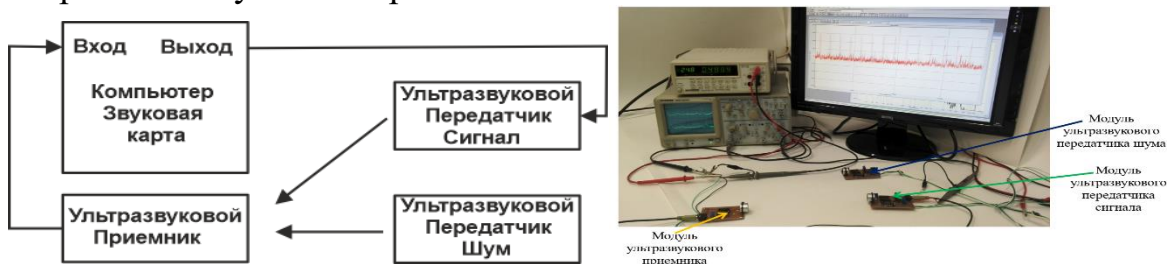 Вход Выход
Компьютер
Звуковая
карта
Ультразвуковой
Передатчик
Сигнал
Ультразвуковой
Приемник
Ультразвуковой
Передатчик
Шум
Модуль
ультразвукового
передатчика шума
Модуль
ультразвукового
передатчика
сигнала
Модуль
ультразвукового
приемника